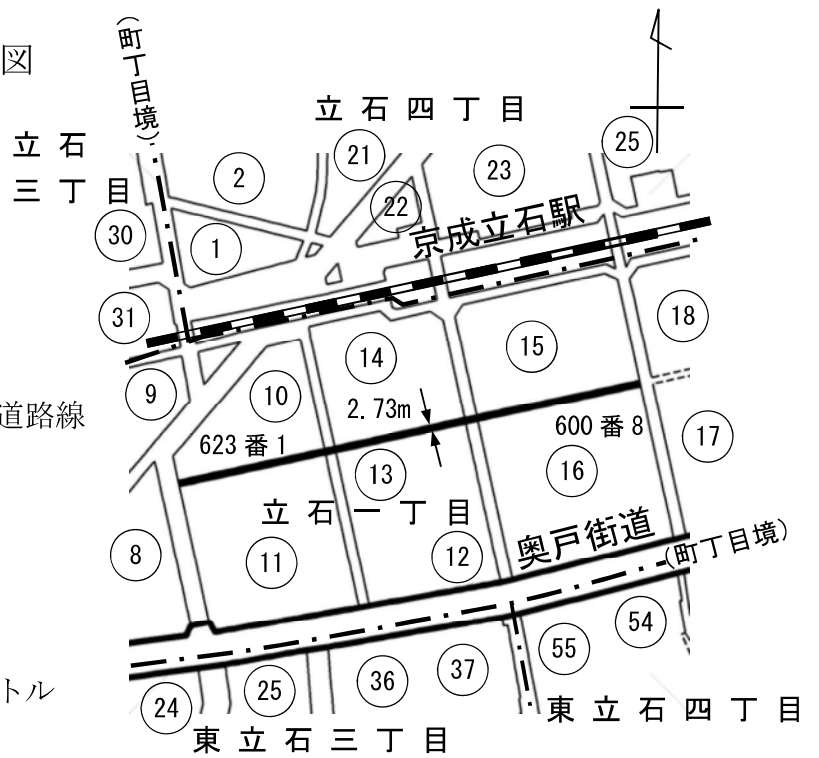 図
(町丁目境)
立石四丁目
立石
三丁目
21
25
2
23
22
30
1
京成立石駅
31
18
14
15
9
10
2.73m
道路線
600番8
623番1
17
13
16
立石一丁目
奥戸街道
(町丁目境)
8
12
11
54
55
37
36
25
24
トル
東立石四丁目
東立石三丁目